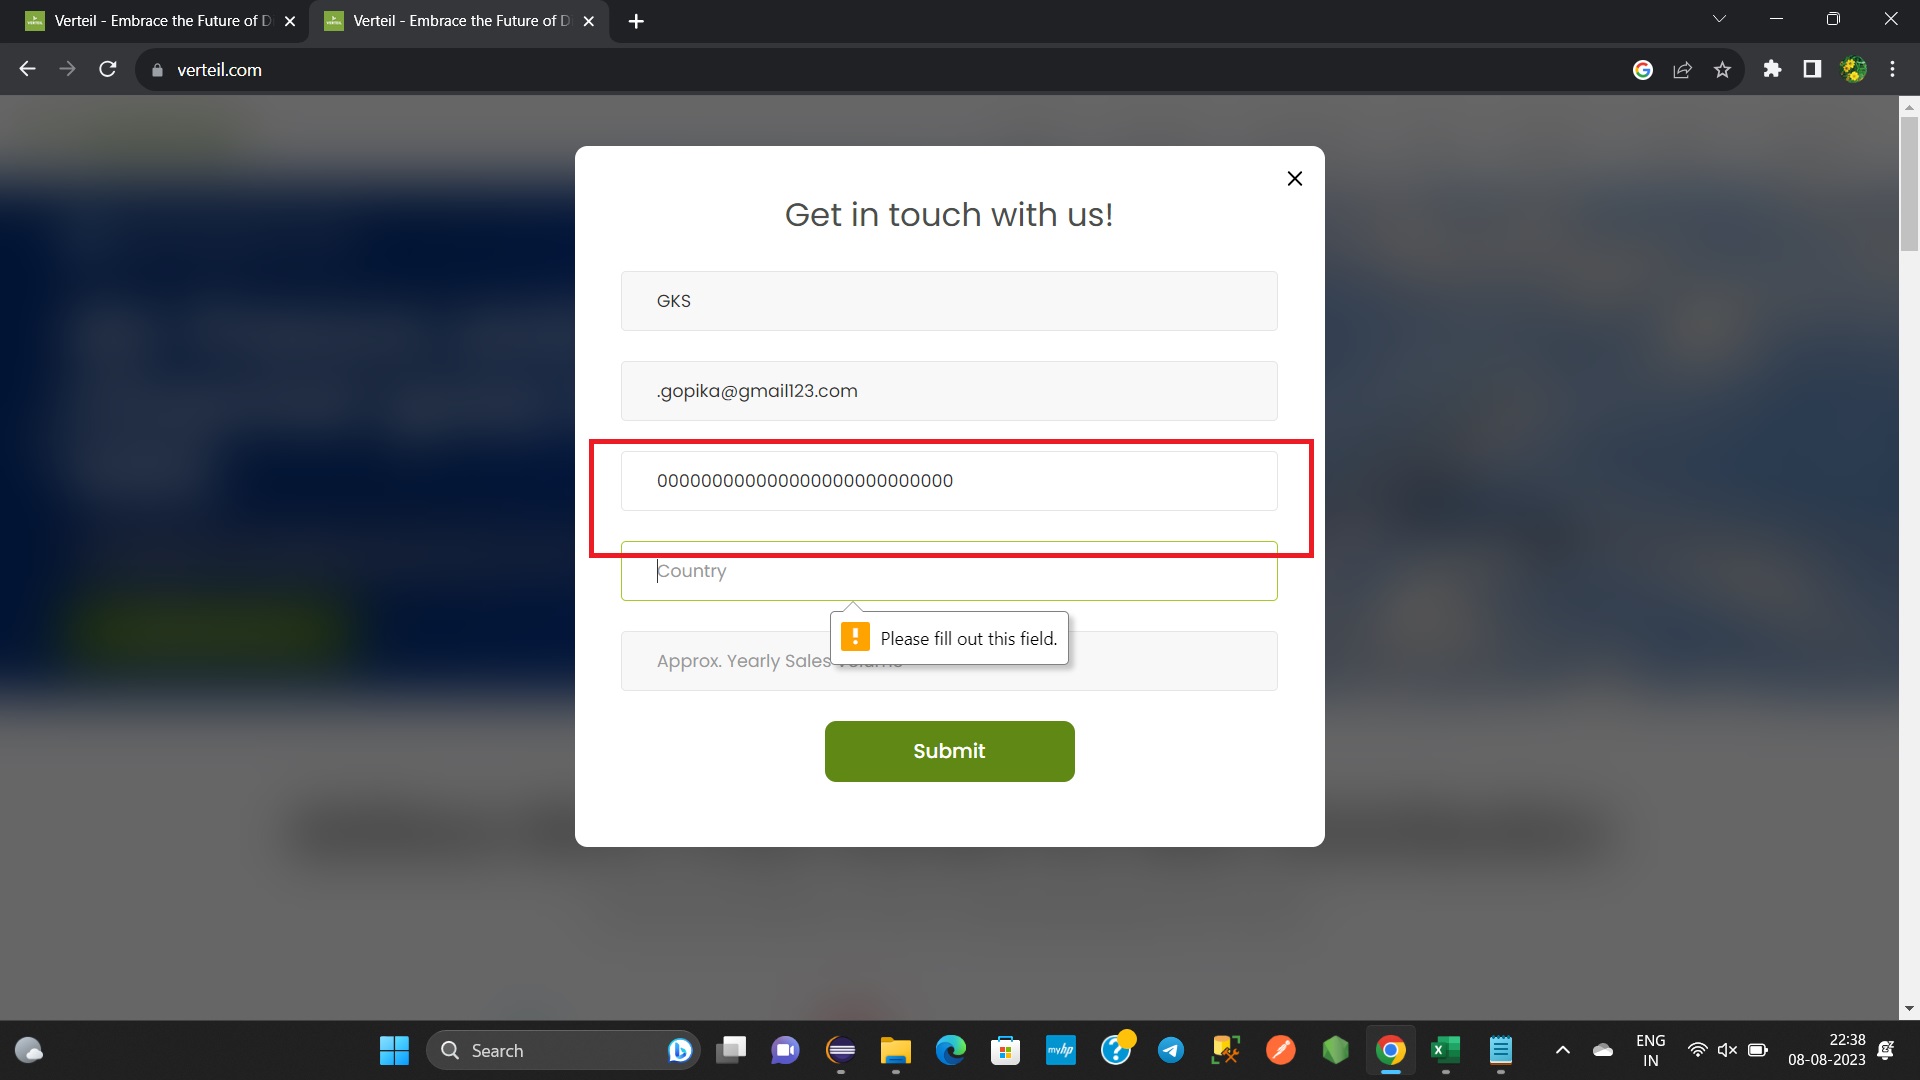 Verteil - Embrace the Future of D
Verteil - Embrace the Future of D
verteil.com
Get in touch with us!
GKS
.gopika@gmail123.com
000000000000000000000000000
Country
Please fill out this field.
Approx. Yearly Sales
Submit
Search
myhp
ENG
IN
22:38
08-08-2023